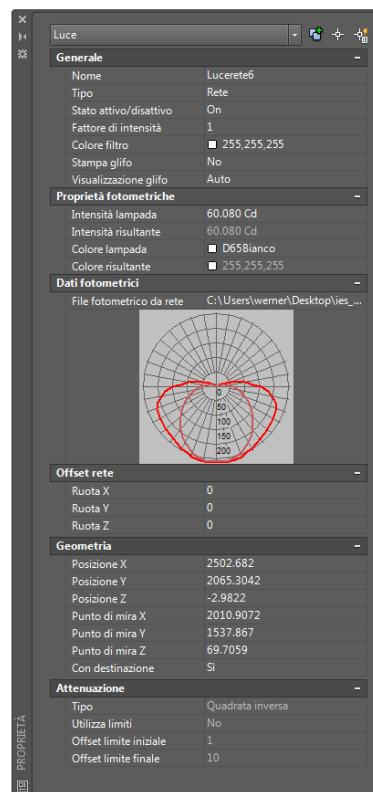 Luce
Generale
Nome Lucerete6
Tipo Rete
Stato attivo/disattivo On
Fattore di intensità 1
Colore filtro 255,255,255
Stampa glifo No
Visualizzazione glifo Auto
Proprietà fotometriche
Intensità lampada 60.080 Cd
Intensità risultante 60.080 Cd
Colore lampada D65Bianco
Colore risultante 255,255,255
Dati fotometrici
File fotometrico da rete C:\Users\werner\Desktop\ies_...
0
50
100
150
200
Offset rete
Ruota X 0
Ruota Y 0
Ruota Z 0
Geometria
Posizione X 2502.682
Posizione Y 2065.3042
Posizione Z -2.9822
Punto di mira X 2010.9072
Punto di mira Y 1537.867
Punto di mira Z 69.7059
Con destinazione Sì
Attenuazione
Tipo Quadrata inversa
Utilizza limiti No
Offset limite iniziale 1
Offset limite finale 10
PROPRIETÀ